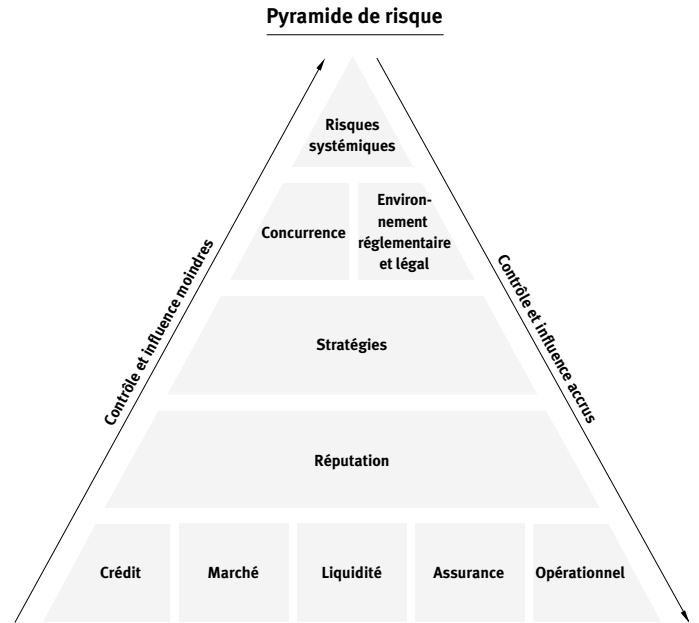 Pyramide de risque
Risques
systémiques
Concurrence
Environ-
nement
réglementaire
et légal
Contrôle et influence moindres
Contrôle et influence accrus
Stratégies
Réputation
Crédit
Marché
Liquidité
Assurance
Opérationnel